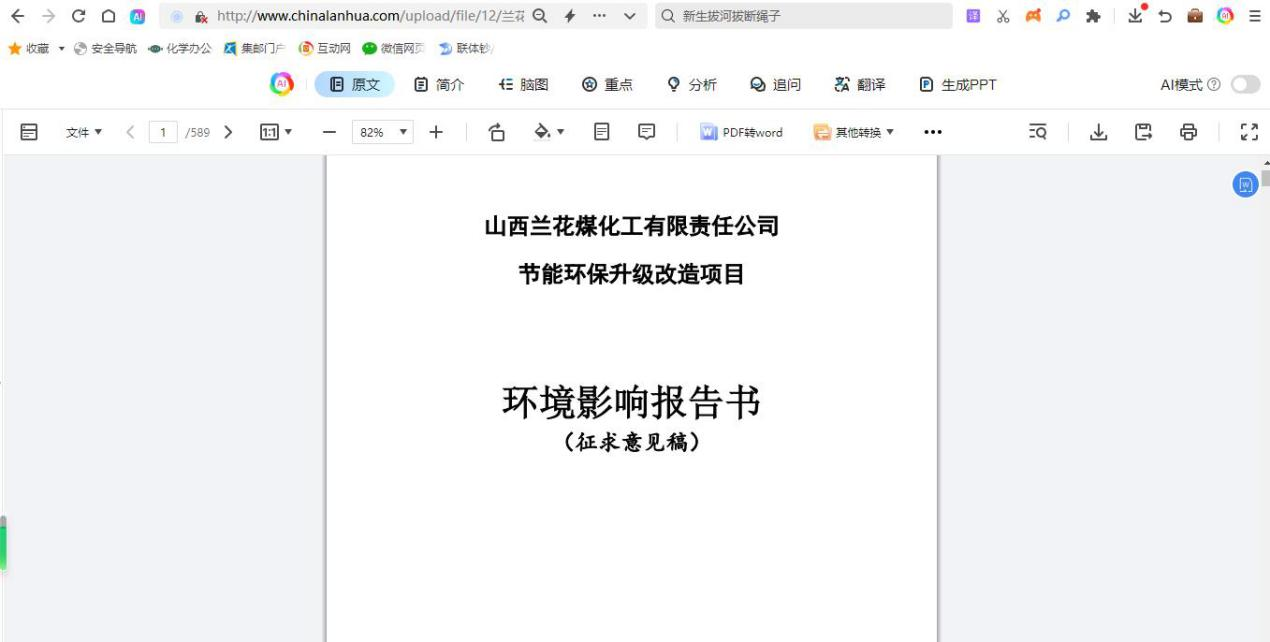 http://www.chinalanhua.com/upload/file/12/兰花
新生拔河拔断绳子
收藏 安全导航 化学办公 集邮门户 互动网 微信网页 联体钞
AI 原文 简介 脑图 重点 分析 追问 翻译 生成PPT AI模式
文件 1 /589 1:1 82% PDF转word 其他转换
山西兰花煤化工有限责任公司
节能环保升级改造项目
环境影响报告书
（征求意见稿）